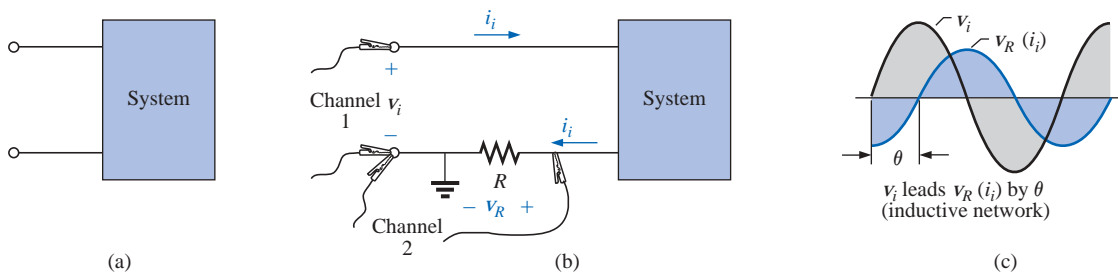 System
(a)
i_i
+
Channel v_i
1
−
i_i
R
− v_R +
Channel
2
System
(b)
v_i
v_R (i_i)
θ
v_i leads v_R (i_i) by θ
(inductive network)
(c)